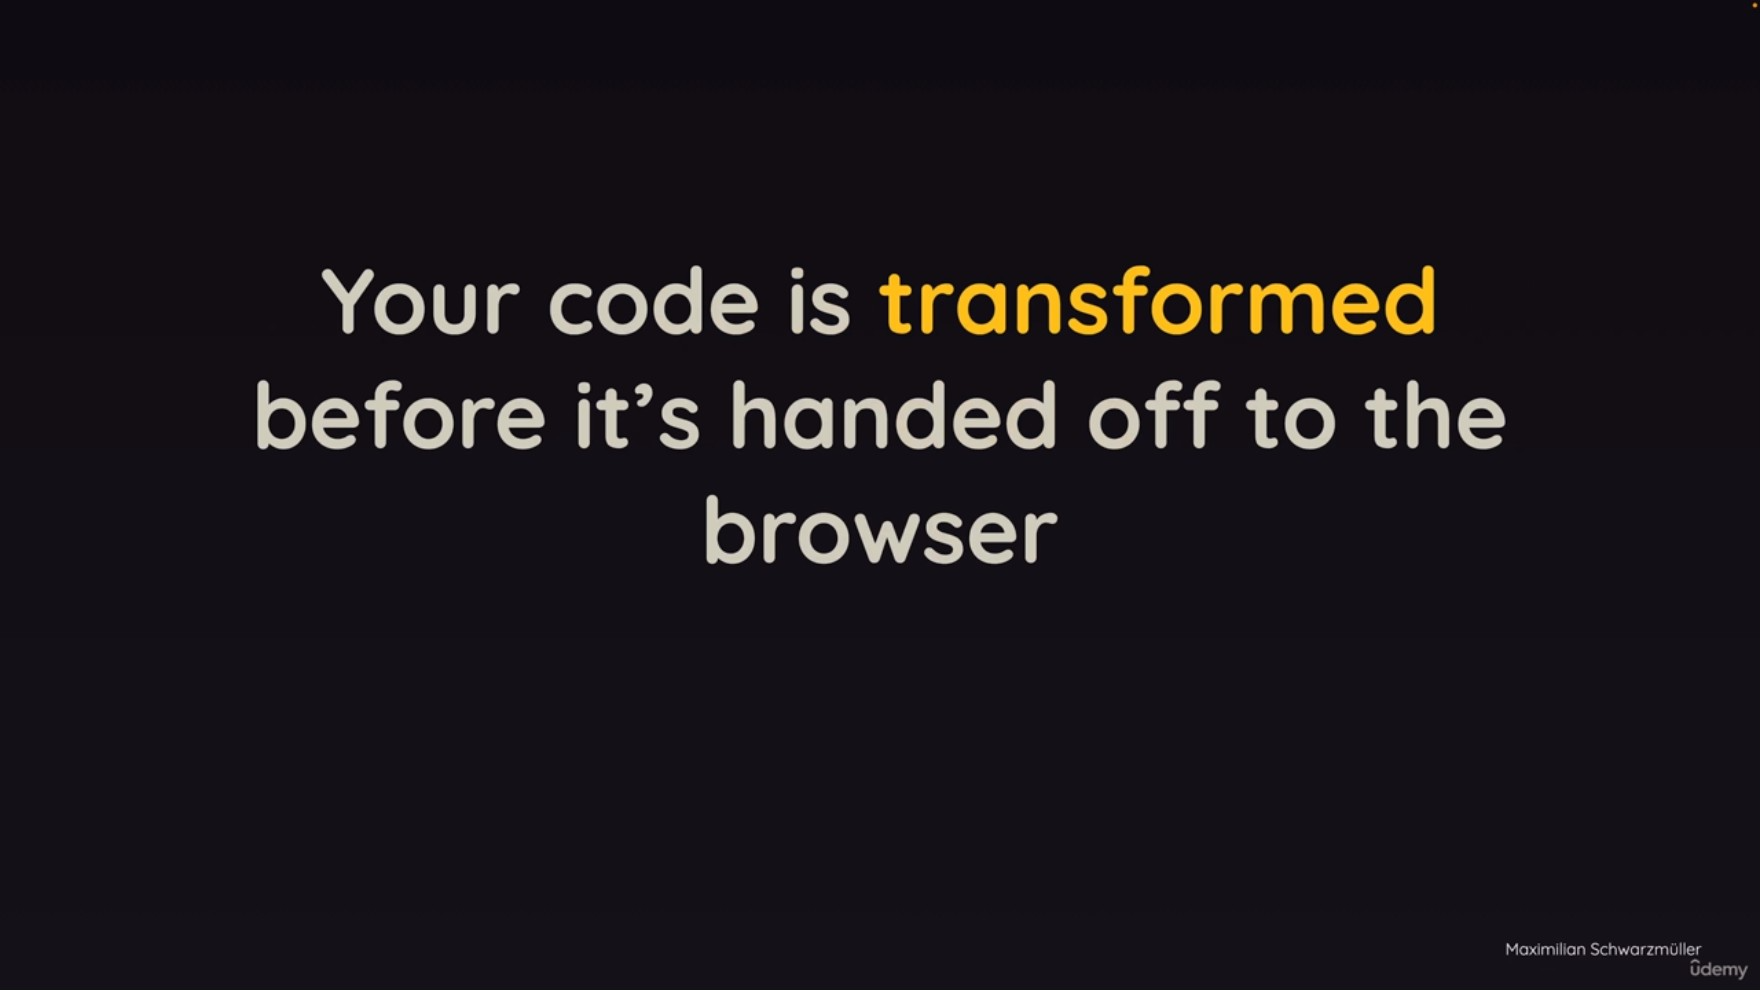 Your code is transformed
before it’s handed off to the
browser
Maximilian Schwarzmüller
ûdemy